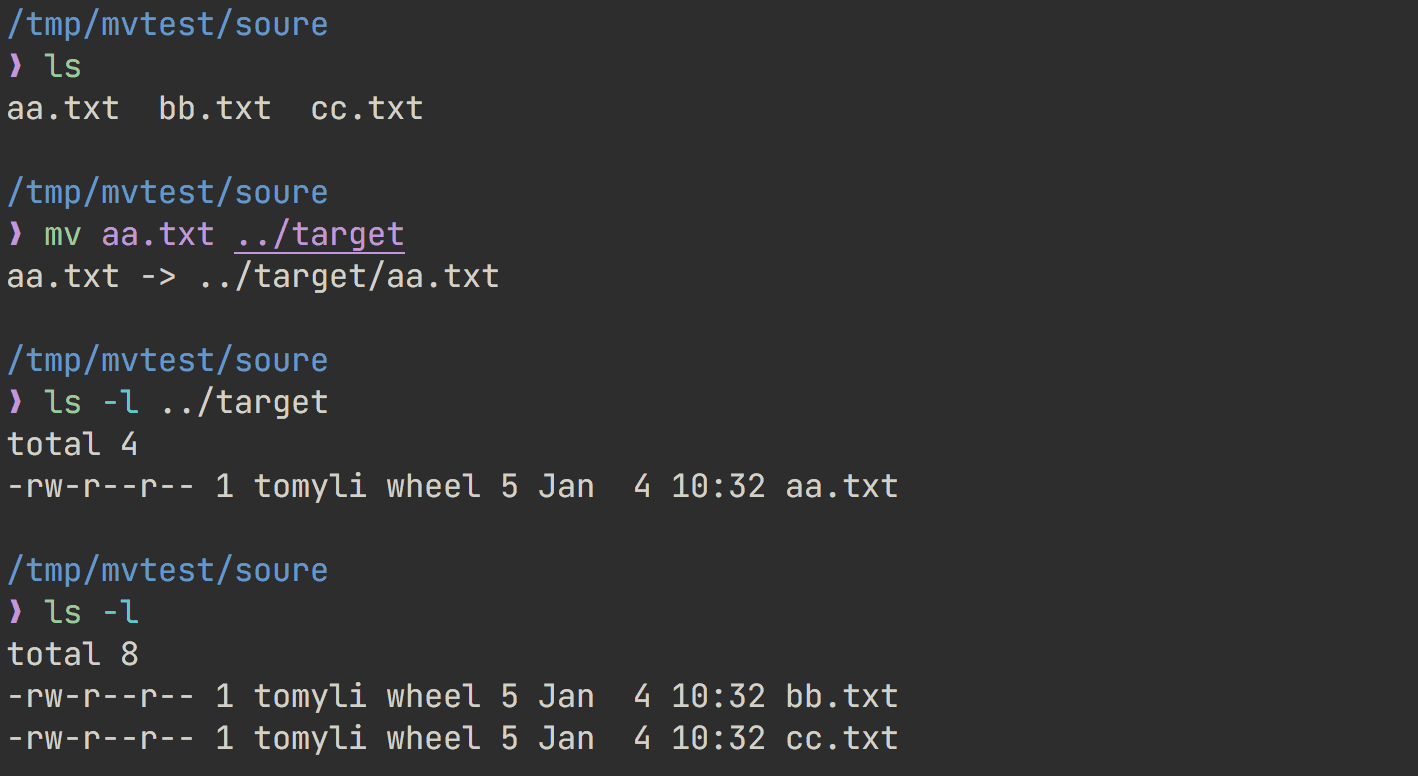 /tmp/mvtest/soure
❯ ls
aa.txt  bb.txt  cc.txt
/tmp/mvtest/soure
❯ mv aa.txt ../target
aa.txt -> ../target/aa.txt
/tmp/mvtest/soure
❯ ls -l ../target
total 4
-rw-r--r-- 1 tomyli wheel 5 Jan  4 10:32 aa.txt
/tmp/mvtest/soure
❯ ls -l
total 8
-rw-r--r-- 1 tomyli wheel 5 Jan  4 10:32 bb.txt
-rw-r--r-- 1 tomyli wheel 5 Jan  4 10:32 cc.txt